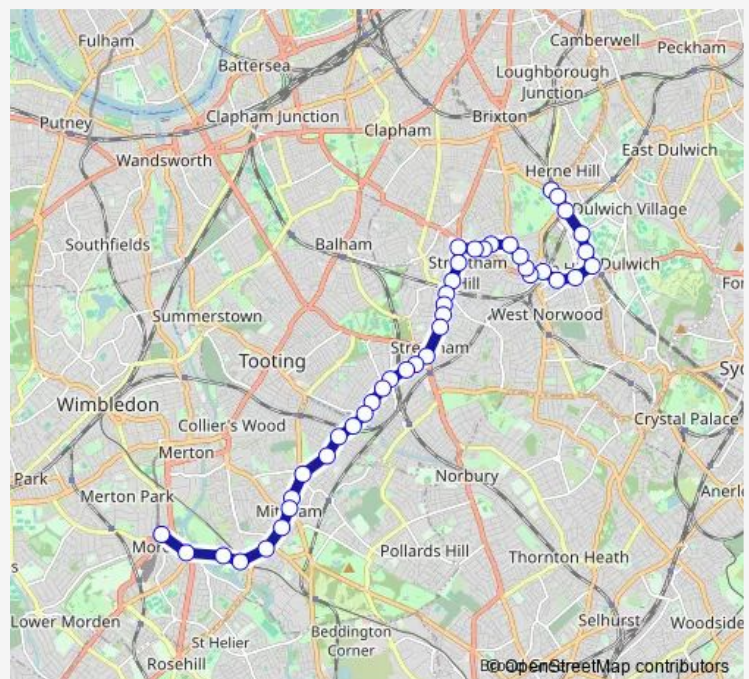 Fulham
Camberwell
Peckham
Battersea
Loughborough
Junction
Putney
Clapham Junction
Brixton
Clapham
Wandsworth
East Dulwich
Herne Hill
Dulwich Village
Southfields
Balham
Hill
Dulwich
Summerstown
West Norwood
Tooting
Wimbledon
Crystal Palace
Collier's Wood
Merton
Park
Norbury
Merton Park
Pollards Hill
Thornton Heath
Lower Morden
Selhurst
Woodside
St Helier
Beddington
Corner
Rosehill
© OpenStreetMap contributors